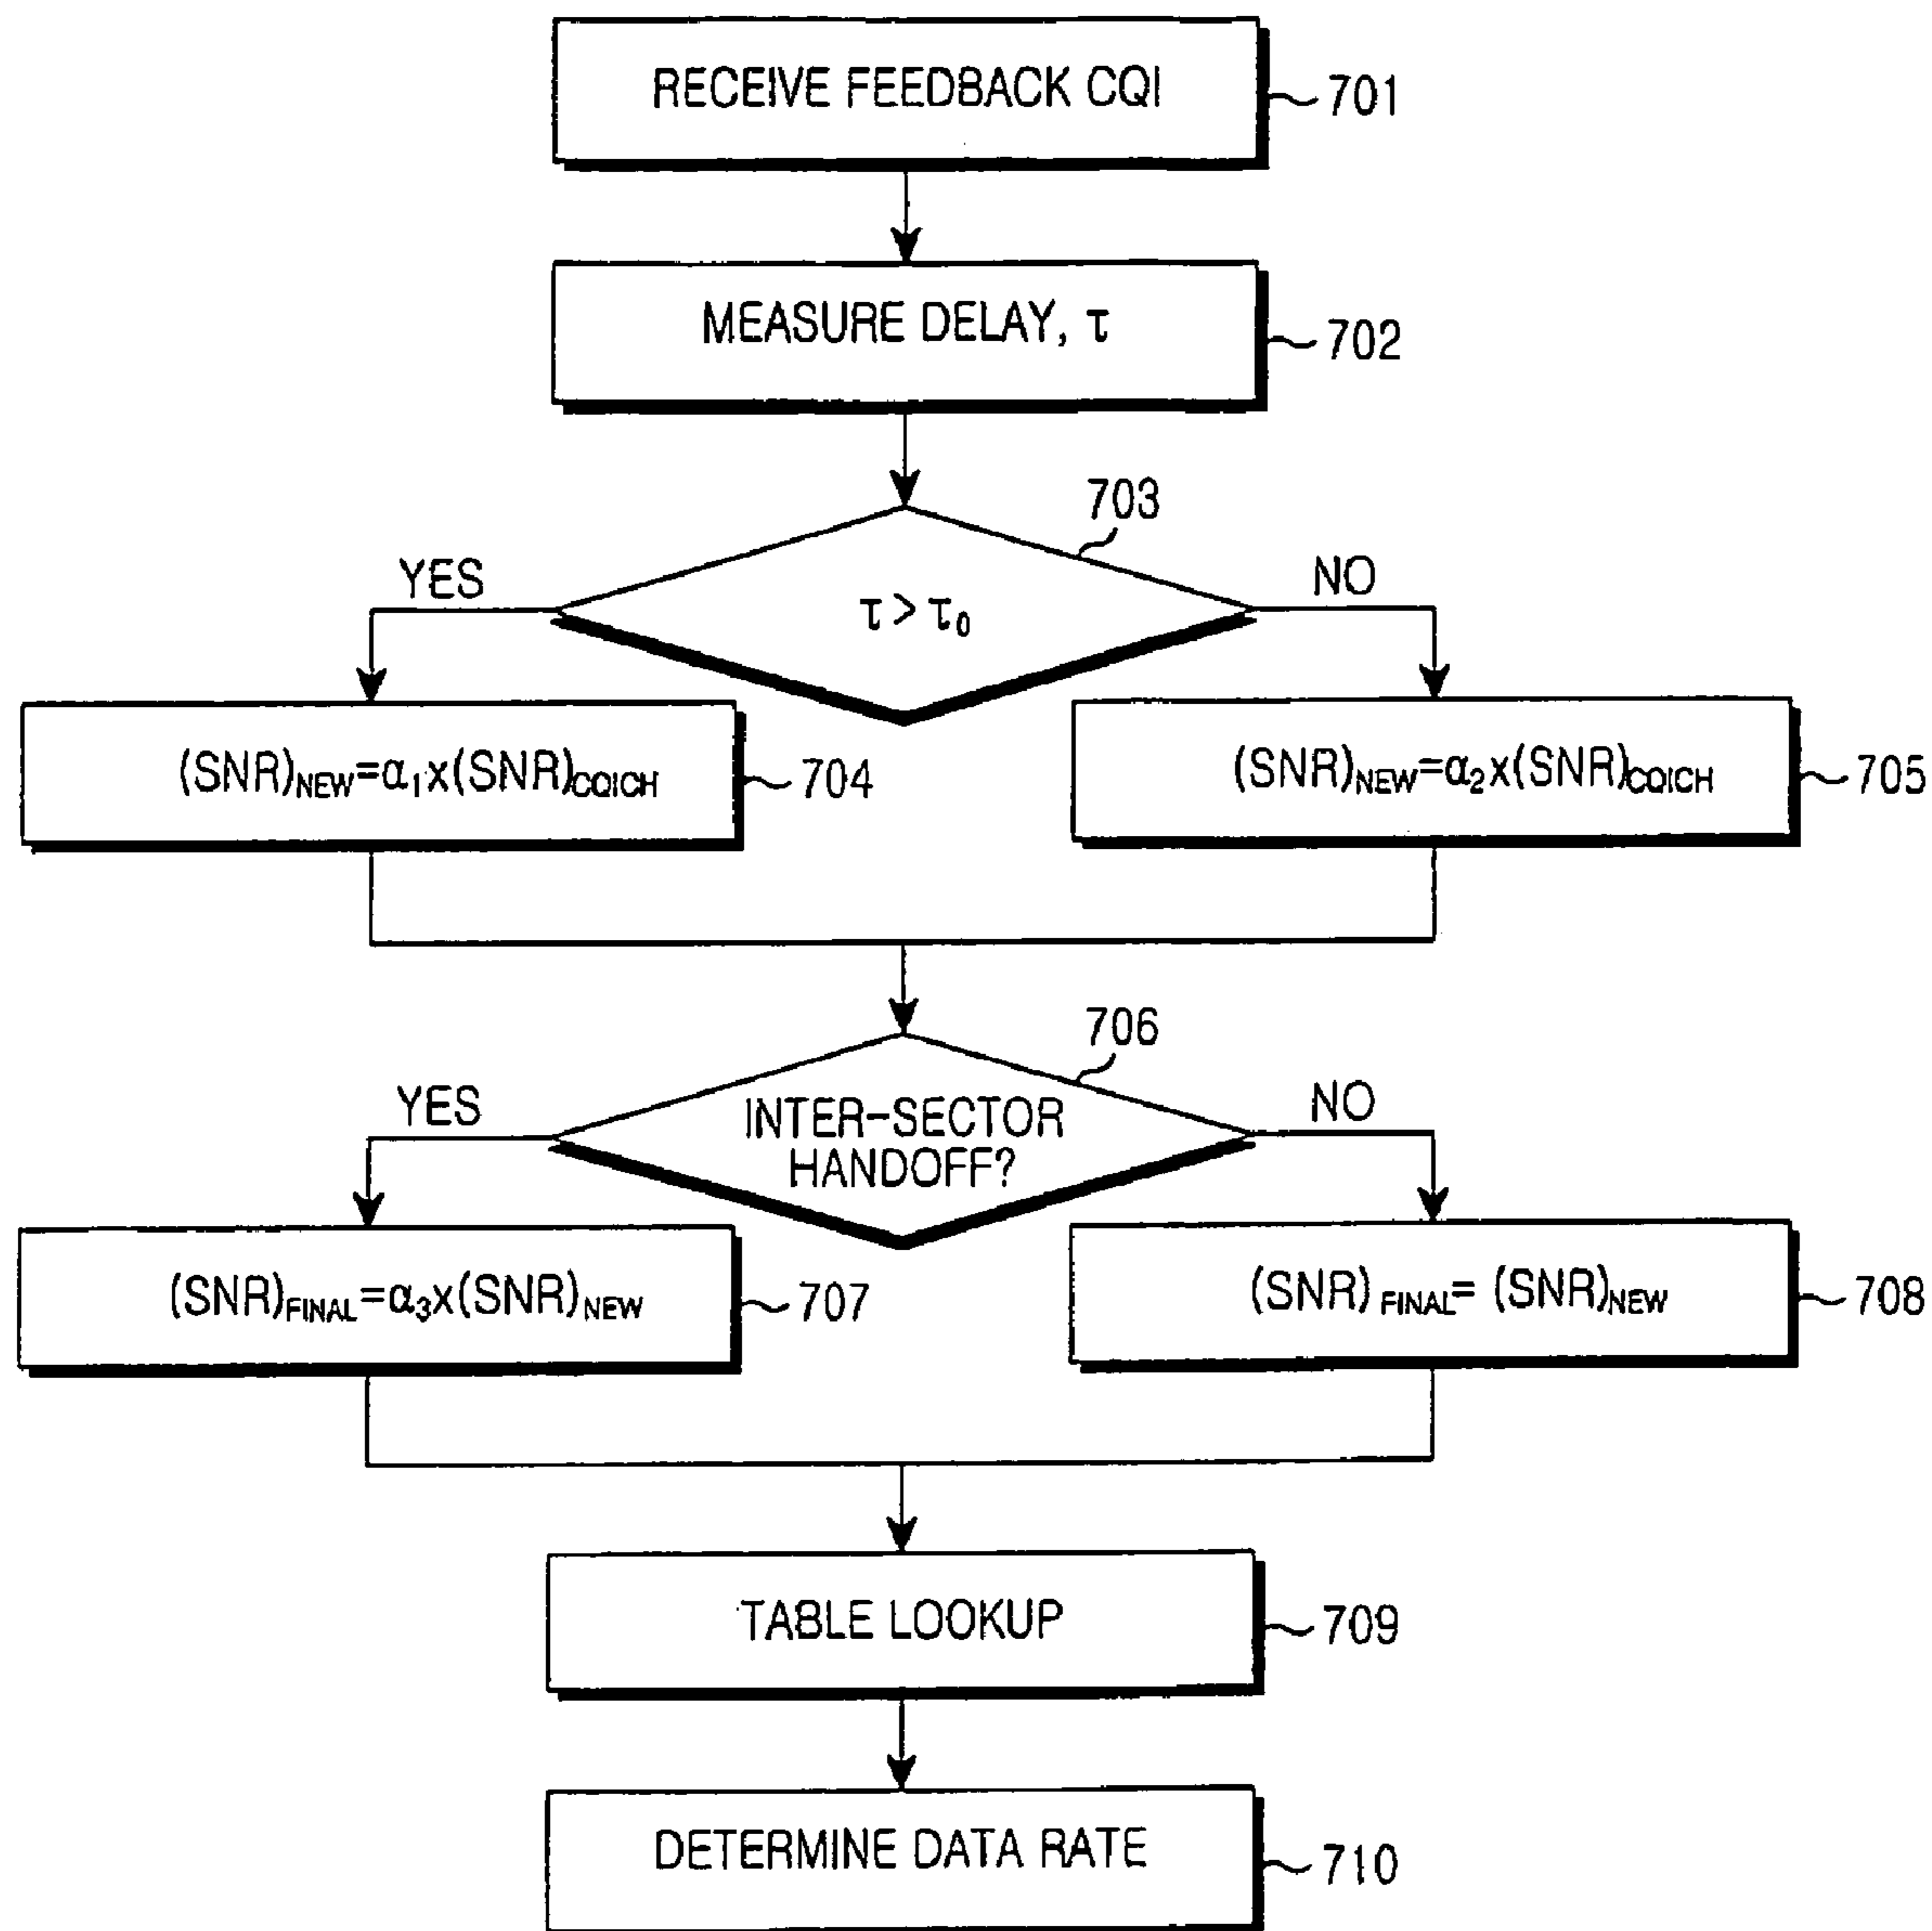 RECEIVE FEEDBACK CQI
701
MEASURE DELAY, τ
702
703
YES
NO
τ > τ₀
(SNR)NEW=α₁x(SNR)CQICH
704
(SNR)NEW=α₂x(SNR)CQICH
705
706
YES
NO
INTER-SECTOR
HANDOFF?
(SNR)FINAL=α₃x(SNR)NEW
707
(SNR) FINAL= (SNR)NEW
708
TABLE LOOKUP
709
DETERMINE DATA RATE
710